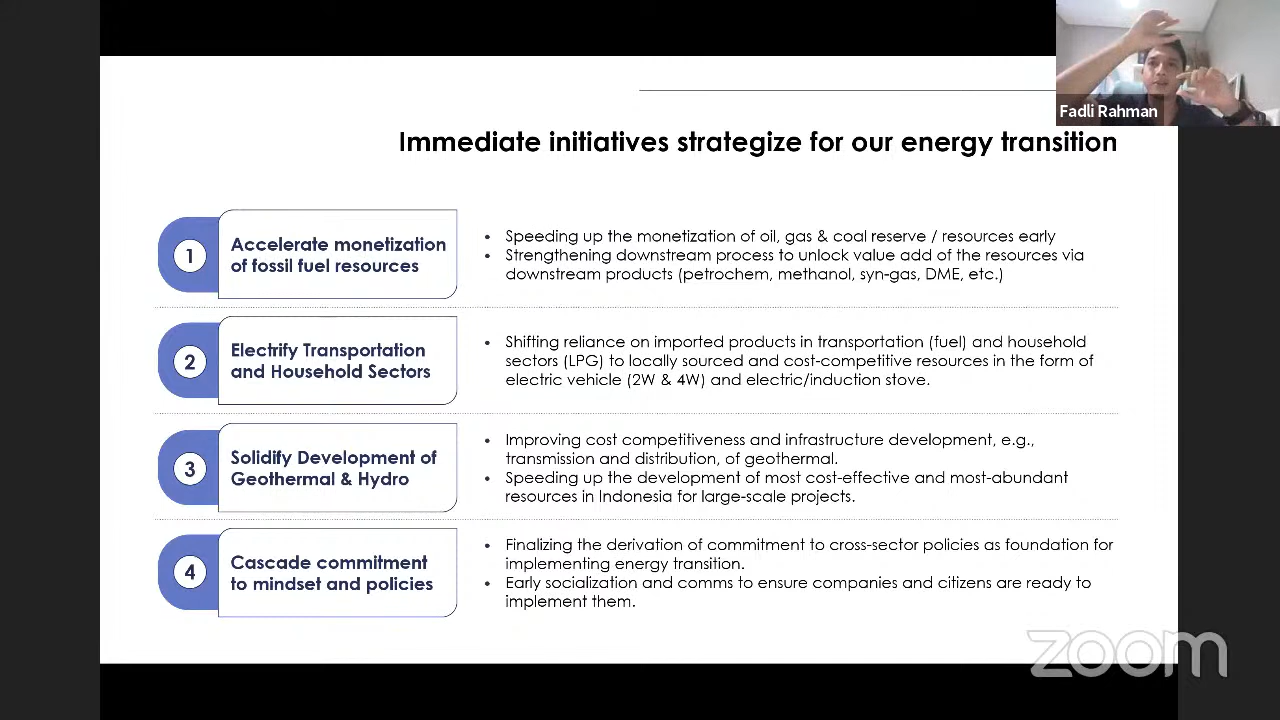 Fadli Rahman
Immediate initiatives strategize for our energy transition
1
Accelerate monetization
of fossil fuel resources
• Speeding up the monetization of oil, gas & coal reserve / resources early
• Strengthening downstream process to unlock value add of the resources via
downstream products (petrochem, methanol, syn-gas, DME, etc.)
2
Electrify Transportation
and Household Sectors
• Shifting reliance on imported products in transportation (fuel) and household
sectors (LPG) to locally sourced and cost-competitive resources in the form of
electric vehicle (2W & 4W) and electric/induction stove.
3
Solidify Development of
Geothermal & Hydro
• Improving cost competitiveness and infrastructure development, e.g.,
transmission and distribution, of geothermal.
• Speeding up the development of most cost-effective and most-abundant
resources in Indonesia for large-scale projects.
4
Cascade commitment
to mindset and policies
• Finalizing the derivation of commitment to cross-sector policies as foundation for
implementing energy transition.
• Early socialization and comms to ensure companies and citizens are ready to
implement them.
zoom